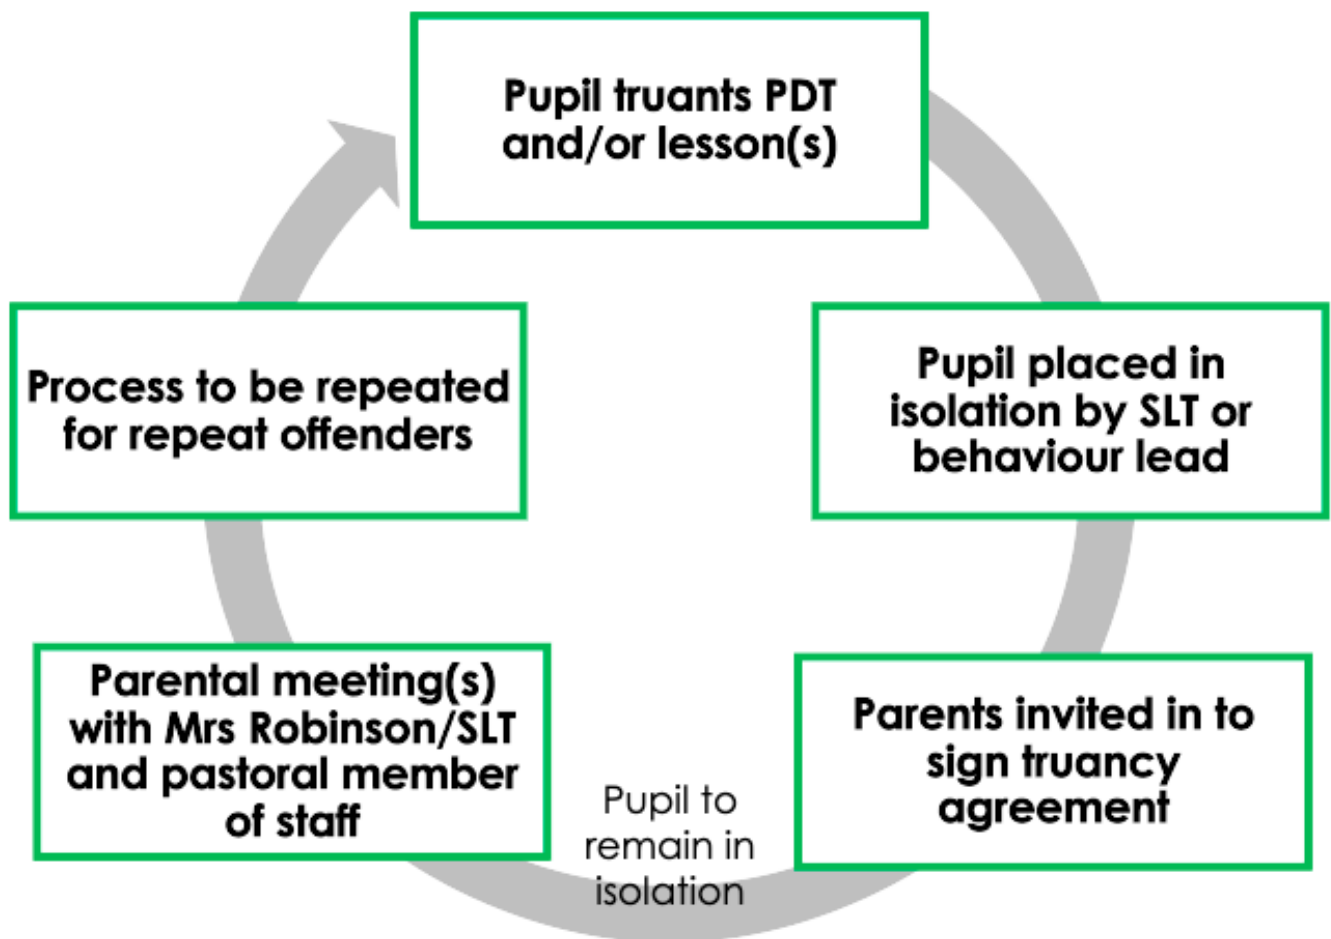 Pupil truants PDT
and/or lesson(s)
Pupil placed in
isolation by SLT or
behaviour lead
Parents invited in to
sign truancy
agreement
Pupil to
remain in
isolation
Parental meeting(s)
with Mrs Robinson/SLT
and pastoral member
of staff
Process to be repeated
for repeat offenders